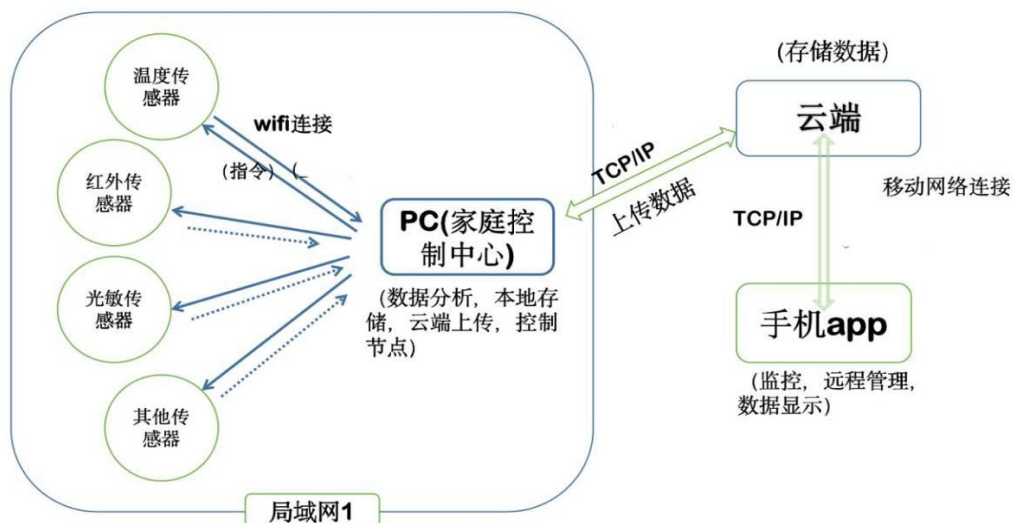 温度传
感器
wifi连接
(指令)
红外传
感器
光敏传
感器
其他传
感器
PC(家庭控
制中心)
(数据分析，本地存
储，云端上传，控制
节点)
局域网1
TCP/IP
上传数据
(存储数据)
云端
移动网络连接
TCP/IP
手机app
(监控，远程管理，
数据显示)